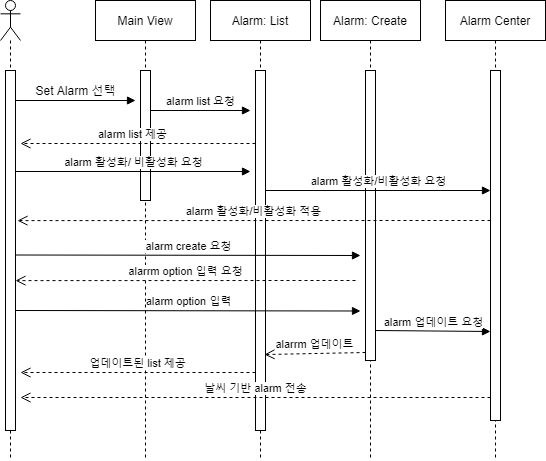 Main View
Alarm: List
Alarm: Create
Alarm Center
Set Alarm 선택
alarm list 요청
alarm list 제공
alarm 활성화/ 비활성화 요청
alarm 활성화/비활성화 요청
alarm 활성화/비활성화 적용
alarm create 요청
alarrm option 입력 요청
alarm option 입력
alarm 업데이트 요청
alarrm 업데이트
업데이트된 list 제공
날씨 기반 alarm 전송